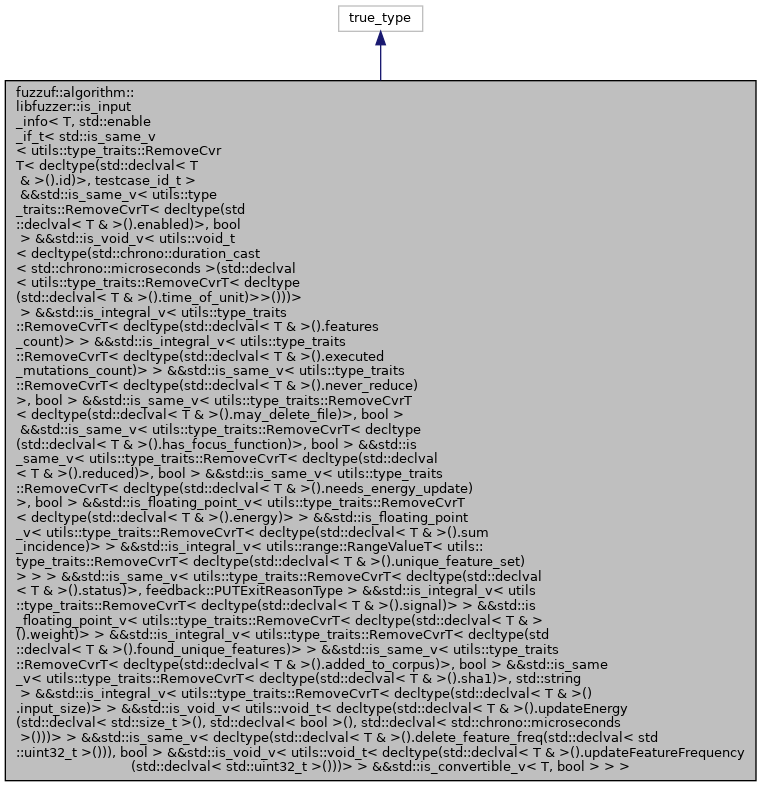 true_type
fuzzuf::algorithm::
libfuzzer::is_input
_info< T, std::enable
_if_t< std::is_same_v
< utils::type_traits::RemoveCvr
T< decltype(std::declval< T
 & >().id)>, testcase_id_t >
 &&std::is_same_v< utils::type
_traits::RemoveCvrT< decltype(std
::declval< T & >().enabled)>, bool
 > &&std::is_void_v< utils::void_t
< decltype(std::chrono::duration_cast
< std::chrono::microseconds >(std::declval
< utils::type_traits::RemoveCvrT< decltype
(std::declval< T & >().time_of_unit)>>()))>
 > &&std::is_integral_v< utils::type_traits
::RemoveCvrT< decltype(std::declval< T & >().features
_count)> > &&std::is_integral_v< utils::type_traits
::RemoveCvrT< decltype(std::declval< T & >().executed
_mutations_count)> > &&std::is_same_v< utils::type_traits
::RemoveCvrT< decltype(std::declval< T & >().never_reduce)
>, bool > &&std::is_same_v< utils::type_traits::RemoveCvrT
< decltype(std::declval< T & >().may_delete_file)>, bool >
 &&std::is_same_v< utils::type_traits::RemoveCvrT< decltype
(std::declval< T & >().has_focus_function)>, bool > &&std::is
_same_v< utils::type_traits::RemoveCvrT< decltype(std::declval
< T & >().reduced)>, bool > &&std::is_same_v< utils::type_traits
::RemoveCvrT< decltype(std::declval< T & >().needs_energy_update)
>, bool > &&std::is_floating_point_v< utils::type_traits::RemoveCvrT
< decltype(std::declval< T & >().energy)> > &&std::is_floating_point
_v< utils::type_traits::RemoveCvrT< decltype(std::declval< T & >().sum
_incidence)> > &&std::is_integral_v< utils::range::RangeValueT< utils::
type_traits::RemoveCvrT< decltype(std::declval< T & >().unique_feature_set)
> > > &&std::is_same_v< utils::type_traits::RemoveCvrT< decltype(std::declval
< T & >().status)>, feedback::PUTExitReasonType > &&std::is_integral_v< utils
::type_traits::RemoveCvrT< decltype(std::declval< T & >().signal)> > &&std::is
_floating_point_v< utils::type_traits::RemoveCvrT< decltype(std::declval< T & >
().weight)> > &&std::is_integral_v< utils::type_traits::RemoveCvrT< decltype(std
::declval< T & >().found_unique_features)> > &&std::is_same_v< utils::type_traits
::RemoveCvrT< decltype(std::declval< T & >().added_to_corpus)>, bool > &&std::is_same
_v< utils::type_traits::RemoveCvrT< decltype(std::declval< T & >().sha1)>, std::string
 > &&std::is_integral_v< utils::type_traits::RemoveCvrT< decltype(std::declval< T & >()
.input_size)> > &&std::is_void_v< utils::void_t< decltype(std::declval< T & >().updateEnergy
(std::declval< std::size_t >(), std::declval< bool >(), std::declval< std::chrono::microseconds
 >()))> > &&std::is_same_v< decltype(std::declval< T & >().delete_feature_freq(std::declval< std
::uint32_t >())), bool > &&std::is_void_v< utils::void_t< decltype(std::declval< T & >().updateFeatureFrequency
(std::declval< std::uint32_t >()))> > &&std::is_convertible_v< T, bool > > >